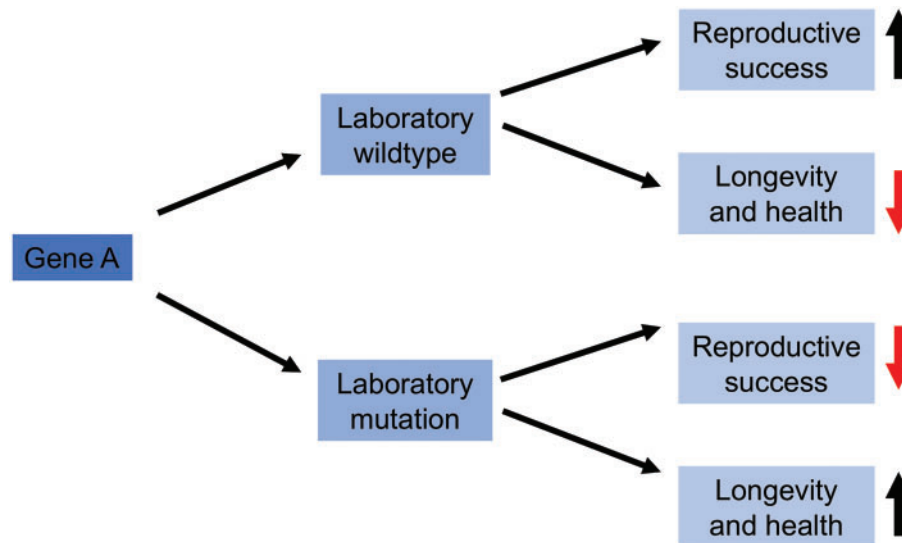 Gene A
Laboratory
wildtype
Reproductive
success
Longevity
and health
Laboratory
mutation
Reproductive
success
Longevity
and health